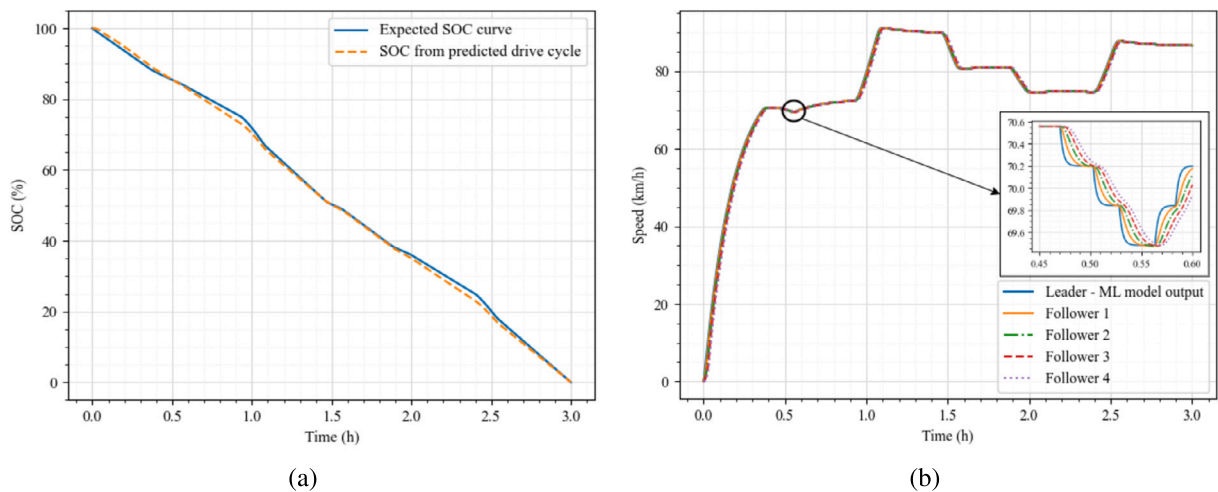 100
80
60
40
20
0
SOC (%)
0.0 0.5 1.0 1.5 2.0 2.5 3.0
Time (h)
Expected SOC curve
SOC from predicted drive cycle
(a)
80
60
40
20
0
Speed (km/h)
0.0 0.5 1.0 1.5 2.0 2.5 3.0
Time (h)
70.6
70.4
70.2
70.0
69.8
69.6
0.45 0.50 0.55 0.60
Leader - ML model output
Follower 1
Follower 2
Follower 3
Follower 4
(b)